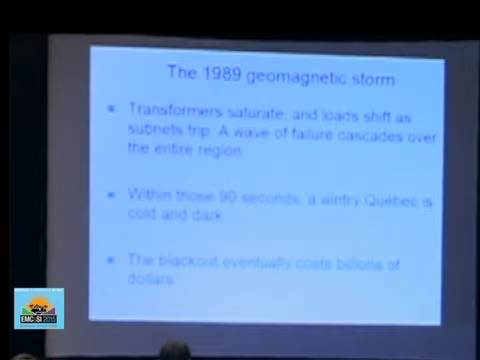 The 1989 geomagnetic storm
Transformers saturate, and loads shift as
subnets trip. A wave of failure cascades over
the entire region.
Within those 90 seconds, a wintry Québec is
cold and dark
The blackout eventually costs billions of
dollars
EMC+SI 2015